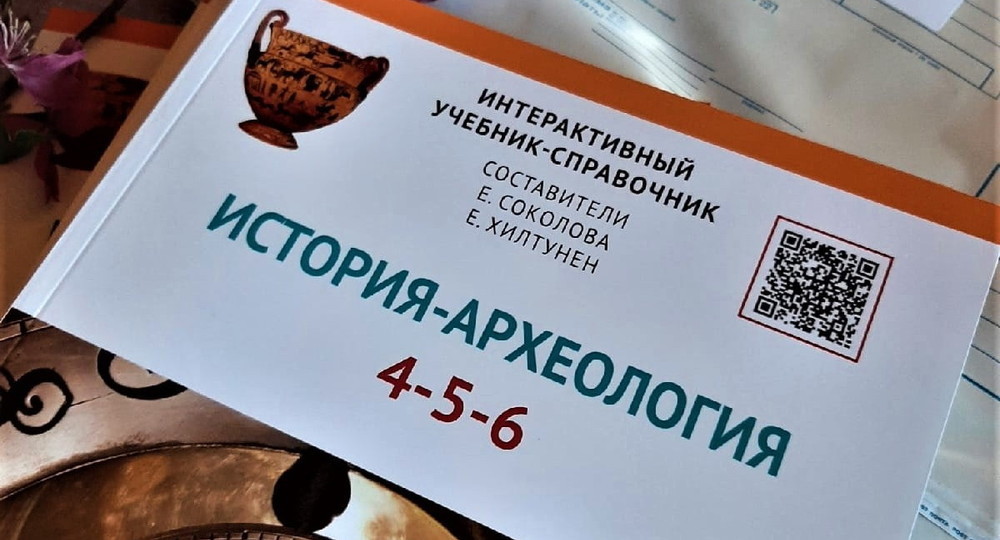 ИНТЕРАКТИВНЫЙ
УЧЕБНИК-СПРАВОЧНИК
СОСТАВИТЕЛИ
Е. СОКОЛОВА
Е. ХИЛТУНЕН
ИСТОРИЯ-АРХЕОЛОГИЯ
4-5-6